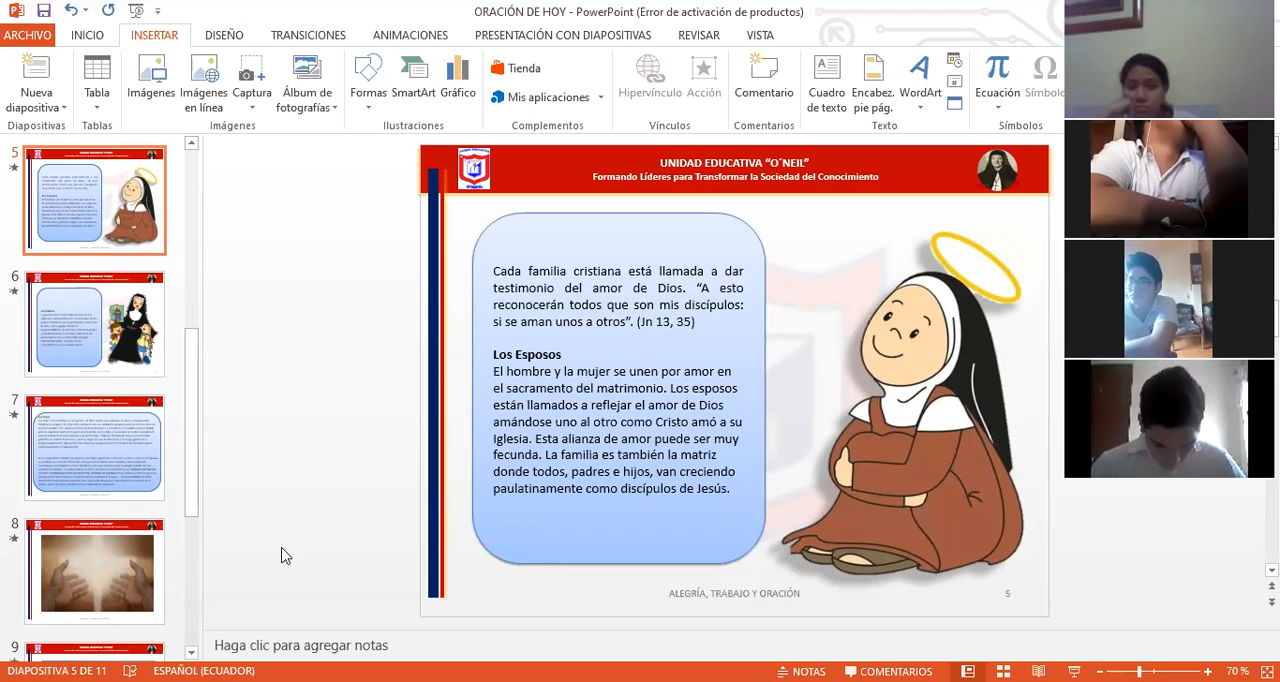 ORACIÓN DE HOY - PowerPoint (Error de activación de productos)
ARCHIVO INICIO INSERTAR DISEÑO TRANSICIONES ANIMACIONES PRESENTACIÓN CON DIAPOSITIVAS REVISAR VISTA
Nueva diapositiva
Tabla
Imágenes
Imágenes en línea
Captura
Álbum de fotografías
Formas
SmartArt
Gráfico
Tienda
Mis aplicaciones
Hipervínculo
Acción
Comentario
Cuadro de texto
Encabez. pie pág.
WordArt
Ecuación
Símbolo
Diapositivas Tablas Imágenes Ilustraciones Complementos Vínculos Comentarios Texto Símbolos
5
6
7
8
9
UNIDAD EDUCATIVA "O´NEIL"
Formando Líderes para Transformar la Sociedad del Conocimiento
Cada familia cristiana está llamada a dar
testimonio del amor de Dios. "A esto
reconocerán todos que son mis discípulos:
si se aman unos a otros". (Jn 13, 35)
Los Esposos
El hombre y la mujer se unen por amor en
el sacramento del matrimonio. Los esposos
están llamados a reflejar el amor de Dios
amándose uno al otro como Cristo amó a su
Iglesia. Esta alianza de amor puede ser muy
La familia es también la matriz
donde todos, padres e hijos, van creciendo
paulatinamente como discípulos de Jesús.
ALEGRÍA, TRABAJO Y ORACIÓN 5
Haga clic para agregar notas
DIAPOSITIVA 5 DE 11 ESPAÑOL (ECUADOR) NOTAS COMENTARIOS 70 %